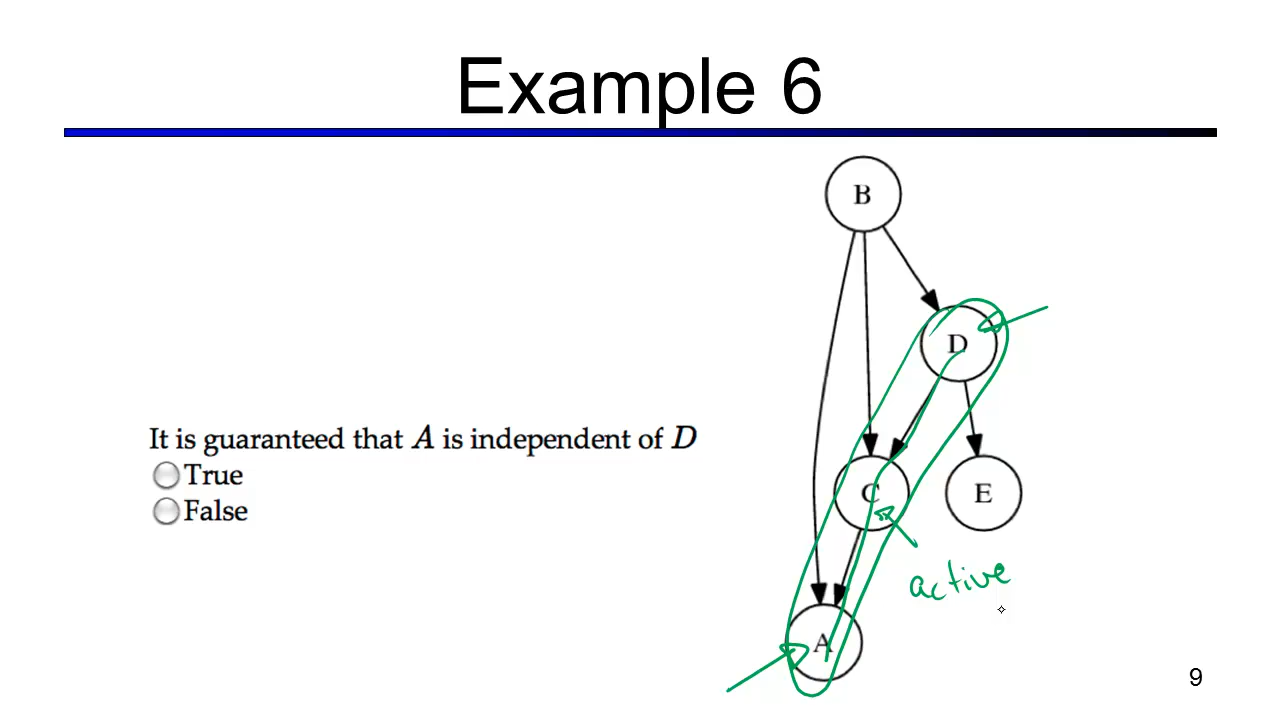 Example 6
B
D
It is guaranteed that A is independent of D
True
False
C
E
active
A
9